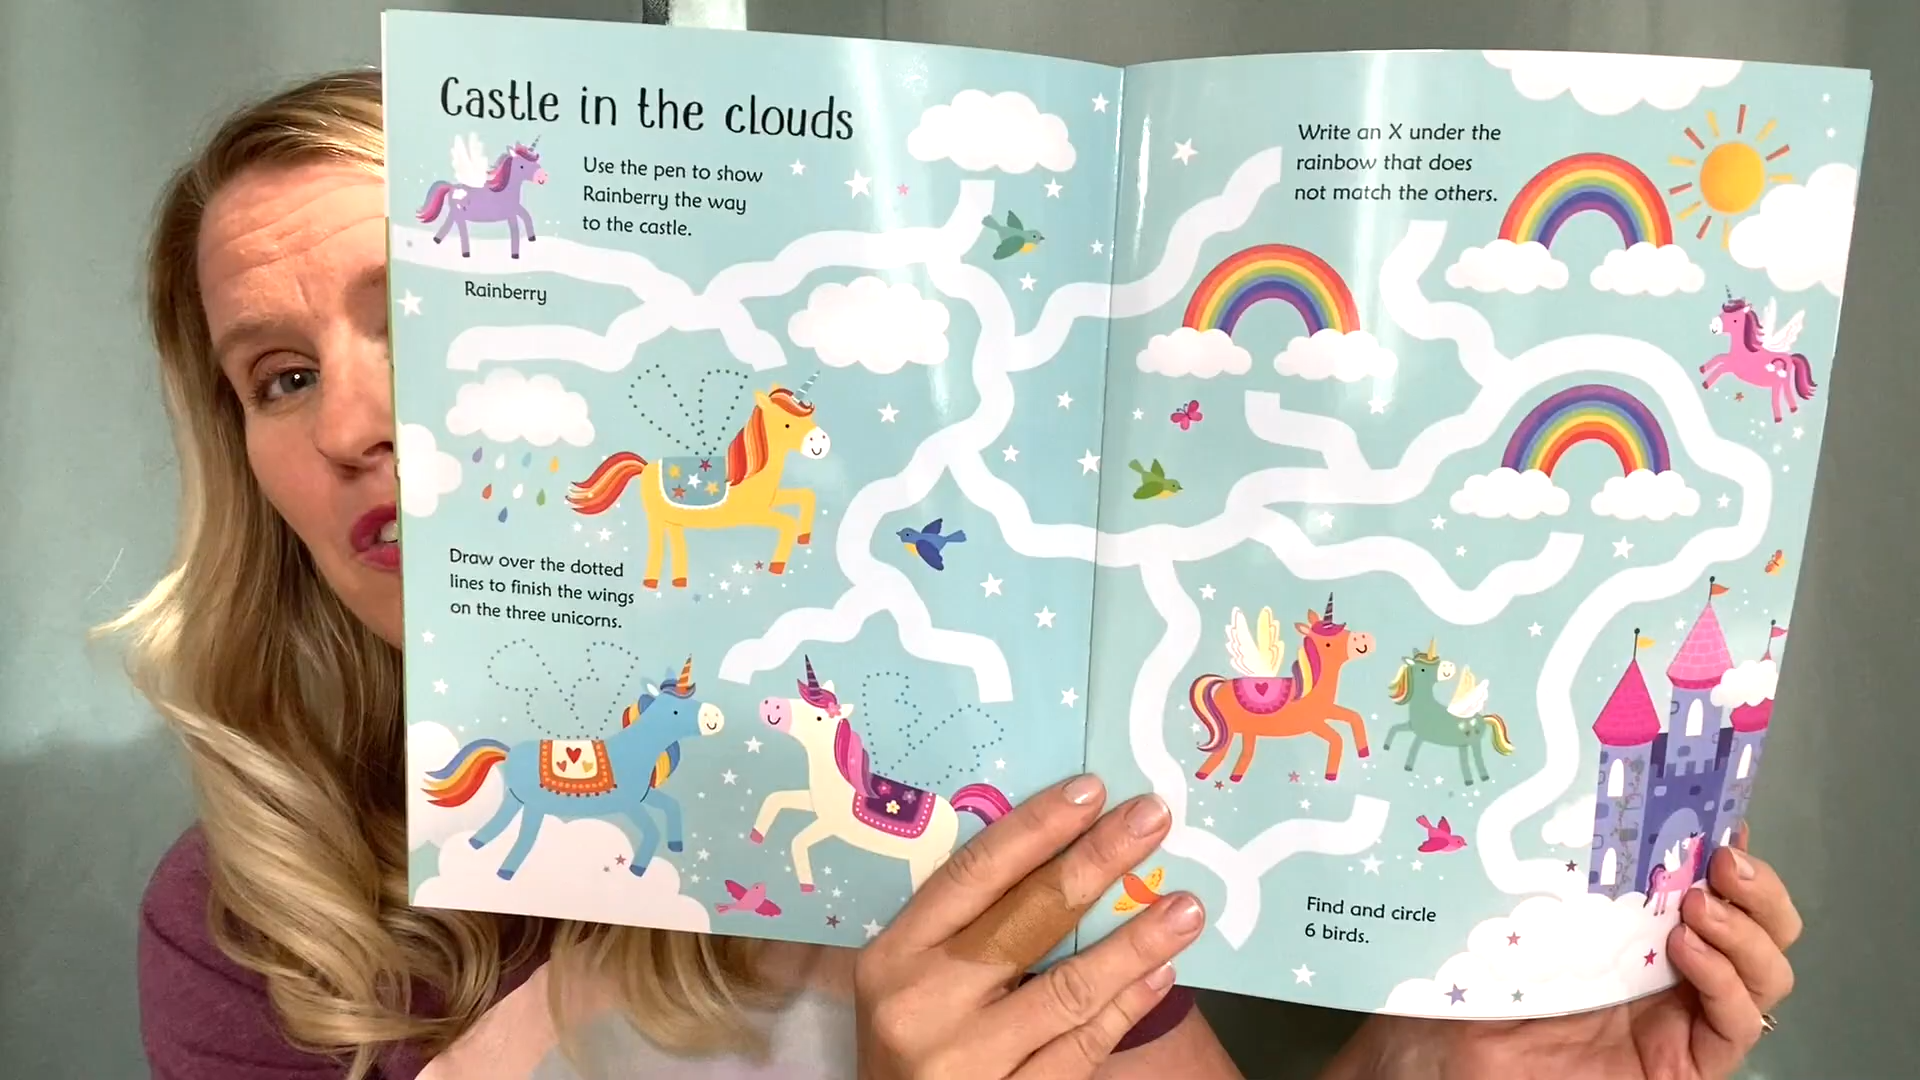 Castle in the clouds
Use the pen to show
Rainberry the way
to the castle.
Rainberry
Draw over the dotted
lines to finish the wings
on the three unicorns.
Write an X under the
rainbow that does
not match the others.
Find and circle
6 birds.